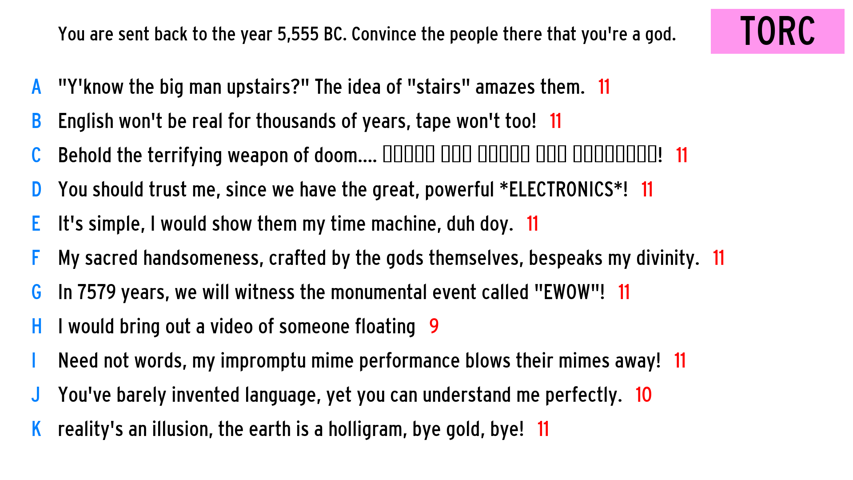 You are sent back to the year 5,555 BC. Convince the people there that you're a god.
TORC
A "Y'know the big man upstairs?" The idea of "stairs" amazes them. 11
B English won't be real for thousands of years, tape won't too! 11
C Behold the terrifying weapon of doom.... ▯▯▯▯▯ ▯▯▯ ▯▯▯▯▯ ▯▯▯ ▯▯▯▯▯▯▯▯! 11
D You should trust me, since we have the great, powerful *ELECTRONICS*! 11
E It's simple, I would show them my time machine, duh doy. 11
F My sacred handsomeness, crafted by the gods themselves, bespeaks my divinity. 11
G In 7579 years, we will witness the monumental event called "EWOW"! 11
H I would bring out a video of someone floating 9
I Need not words, my impromptu mime performance blows their mimes away! 11
J You've barely invented language, yet you can understand me perfectly. 10
K reality's an illusion, the earth is a holligram, bye gold, bye! 11